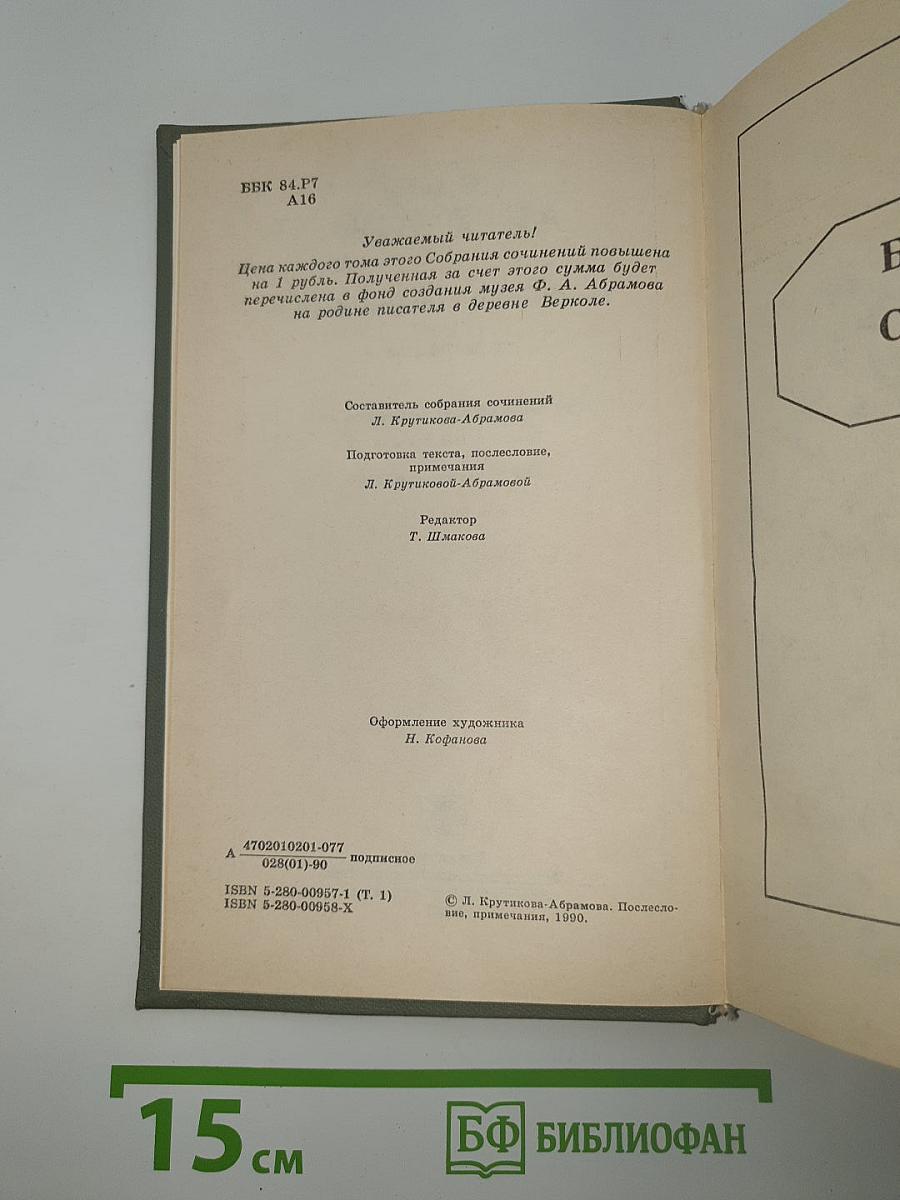 ББК 84.Р7
А16
Уважаемый читатель!
Цена каждого тома этого Собрания сочинений повышена
на 1 рубль. Полученная за счет этого сумма будет
перечислена в фонд создания музея Ф. А. Абрамова
на родине писателя в деревне Верколе.
Составитель собрания сочинений
Л. Крутикова-Абрамова
Подготовка текста, послесловие,
примечания
Л. Крутиковой-Абрамовой
Редактор
Т. Шмакова
Оформление художника
Н. Кофанова
А 4702010201-077
028(01)-90 подписное
ISBN 5-280-00957-1 (Т. 1)
ISBN 5-280-00958-X
© Л. Крутикова-Абрамова. Послесло-
вие, примечания, 1990.
Б
С
15 см
БФ БИБЛИОФАН